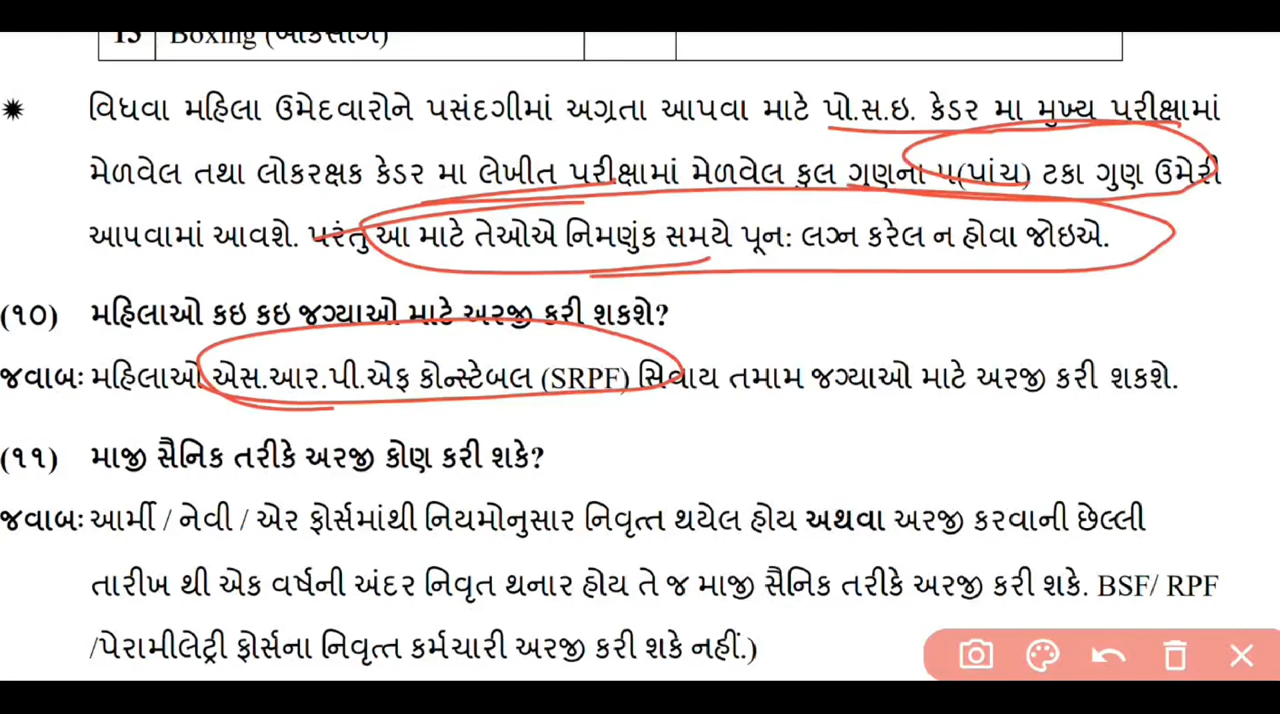 13 Boxing (બોક્સીંગ)
✷ વિધવા મહિલા ઉમેદવારોને પસંદગીમાં અગ્રતા આપવા માટે પો.સ.ઇ. કેડર મા મુખ્ય પરીક્ષામાં
મેળવેલ તથા લોકરક્ષક કેડર મા લેખીત પરીક્ષામાં મેળવેલ કુલ ગુણના ૫(પાંચ) ટકા ગુણ ઉમેરી
આપવામાં આવશે. પરંતુ આ માટે તેઓએ નિમણુંક સમયે પૂન: લગ્ન કરેલ ન હોવા જોઇએ.
(૧૦) મહિલાઓ કઇ કઇ જગ્યાઓ માટે અરજી કરી શકશે?
જવાબ: મહિલાઓ એસ.આર.પી.એફ કોન્સ્ટેબલ (SRPF) સિવાય તમામ જગ્યાઓ માટે અરજી કરી શકશે.
(૧૧) માજી સૈનિક તરીકે અરજી કોણ કરી શકે?
જવાબ: આર્મી / નેવી / એર ફોર્સમાંથી નિયમોનુસાર નિવૃત્ત થયેલ હોય અથવા અરજી કરવાની છેલ્લી
તારીખ થી એક વર્ષની અંદર નિવૃત થનાર હોય તે જ માજી સૈનિક તરીકે અરજી કરી શકે. BSF/ RPF
/પેરામીલેટ્રી ફોર્સના નિવૃત્ત કર્મચારી અરજી કરી શકે નહીં.)